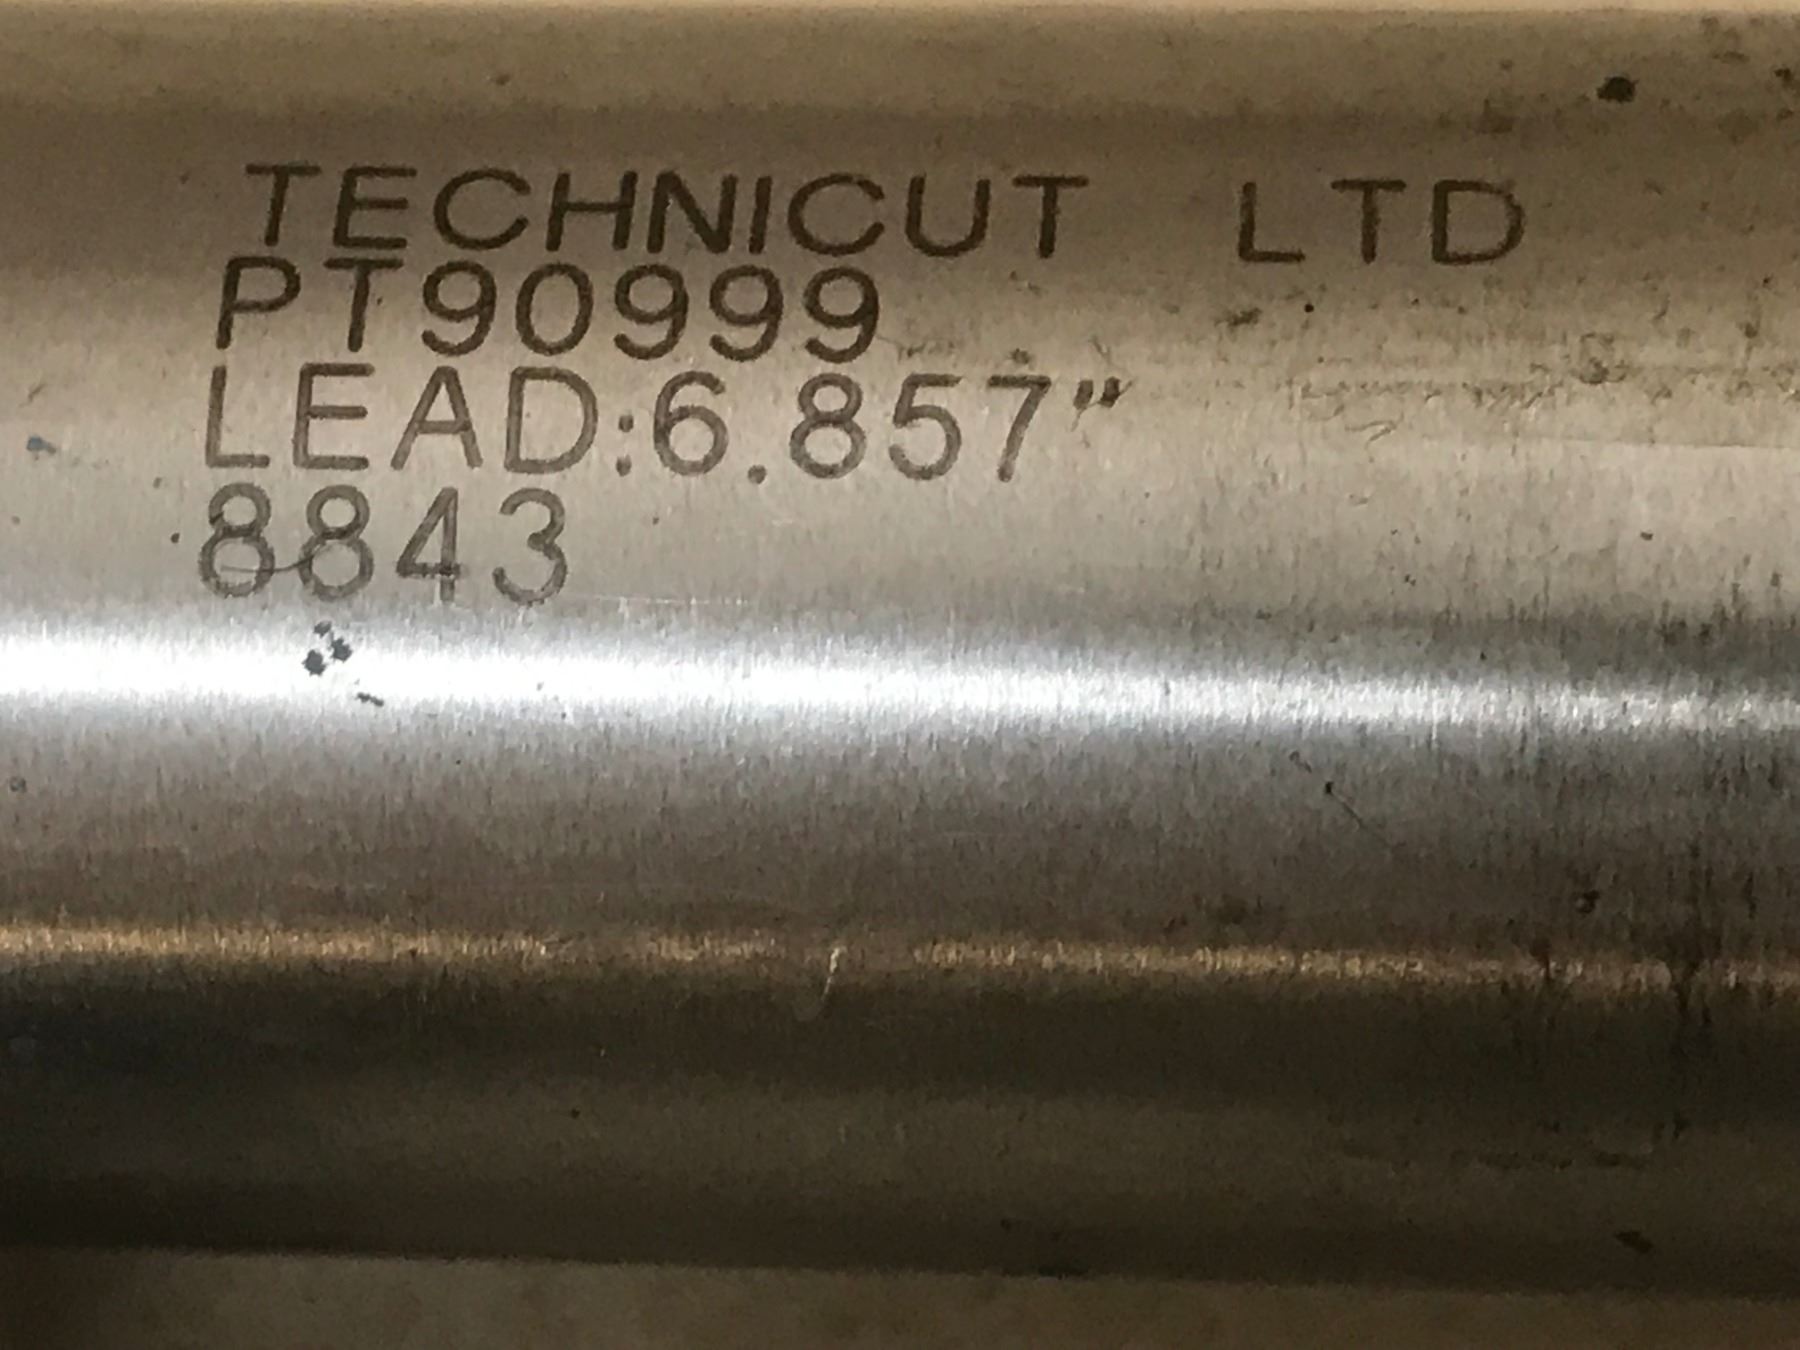 TECHNICUT LTD
PT90999
LEAD:6.857"
8843